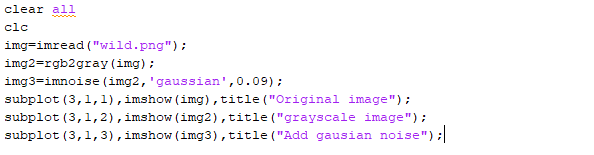 clear all
clc
img=imread("wild.png");
img2=rgb2gray(img);
img3=imnoise(img2,'gaussian',0.09);
subplot(3,1,1),imshow(img),title("Original image");
subplot(3,1,2),imshow(img2),title("grayscale image");
subplot(3,1,3),imshow(img3),title("Add gausian noise");